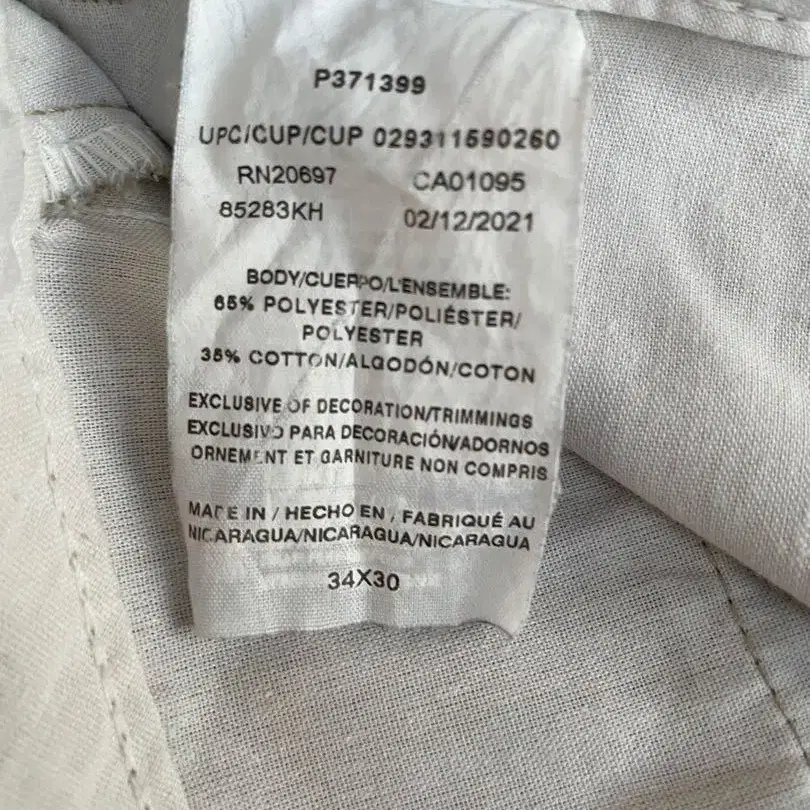 P371399
UPC/CUP/CUP 029311590260
RN20697 CA01095
85283KH 02/12/2021
BODY/CUERPO/L'ENSEMBLE:
65% POLYESTER/POLIÉSTER/
POLYESTER
35% COTTON/ALGODÓN/COTON
EXCLUSIVE OF DECORATION/TRIMMINGS
EXCLUSIVO PARA DECORACIÓN/ADORNOS
ORNEMENT ET GARNITURE NON COMPRIS
MADE IN / HECHO EN / FABRIQUÉ AU
NICARAGUA/NICARAGUA/NICARAGUA
34X30